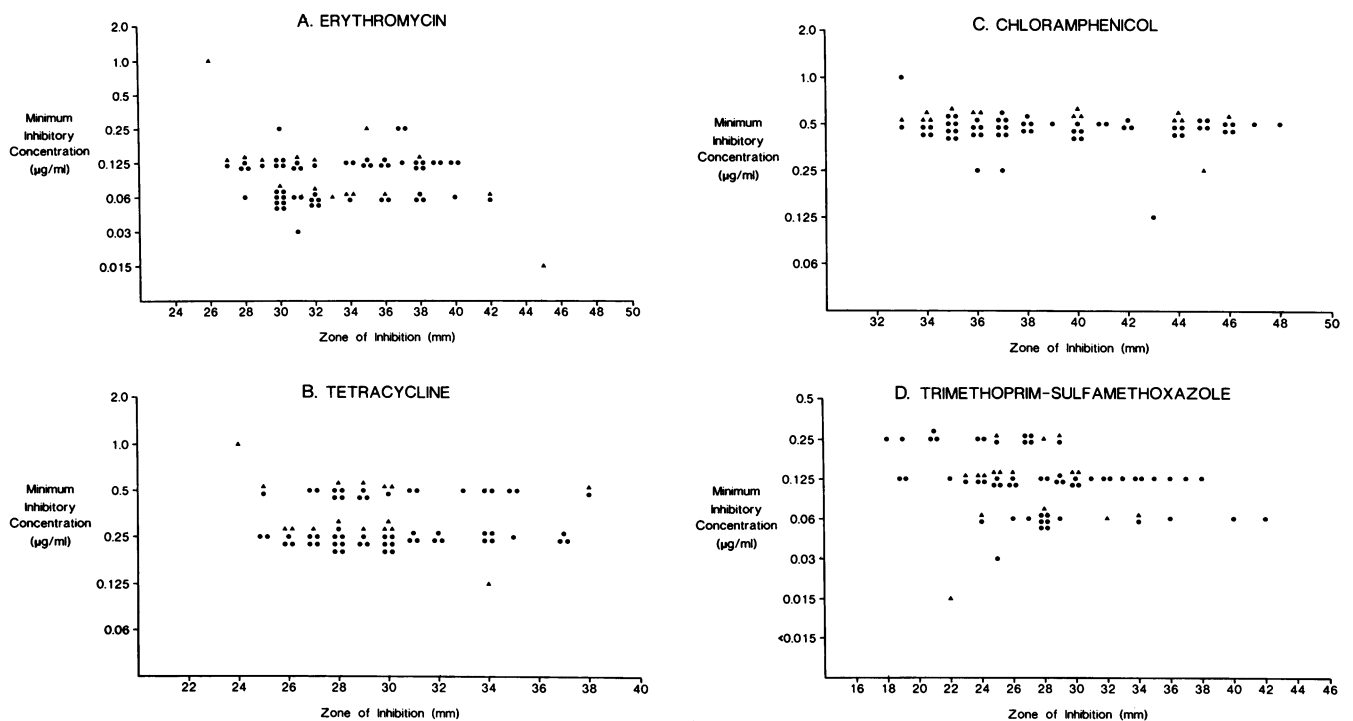 A. ERYTHROMYCIN
Minimum
Inhibitory
Concentration
(µg/ml)
2.0
1.0
0.5
0.25
0.125
0.06
0.03
0.015
24 26 28 30 32 34 36 38 40 42 44 46 48 50
Zone of Inhibition (mm)
C. CHLORAMPHENICOL
Minimum
Inhibitory
Concentration
(µg/ml)
2.0
1.0
0.5
0.25
0.125
0.06
32 34 36 38 40 42 44 46 48 50
Zone of Inhibition (mm)
B. TETRACYCLINE
Minimum
Inhibitory
Concentration
(µg/ml)
2.0
1.0
0.5
0.25
0.125
0.06
22 24 26 28 30 32 34 36 38 40
Zone of Inhibition (mm)
D. TRIMETHOPRIM-SULFAMETHOXAZOLE
Minimum
Inhibitory
Concentration
(µg/ml)
0.5
0.25
0.125
0.06
0.03
0.015
<0.015
16 18 20 22 24 26 28 30 32 34 36 38 40 42 44 46
Zone of Inhibition (mm)